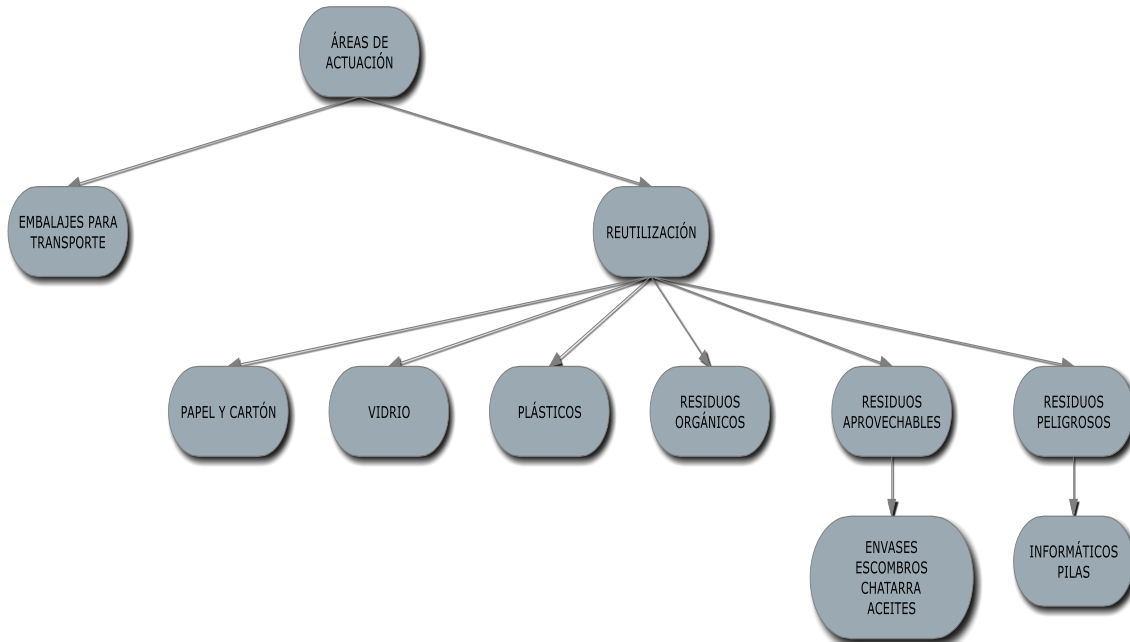 ÁREAS DE
ACTUACIÓN
EMBALAJES PARA
TRANSPORTE
REUTILIZACIÓN
PAPEL Y CARTÓN
VIDRIO
PLÁSTICOS
RESIDUOS
ORGÁNICOS
RESIDUOS
APROVECHABLES
RESIDUOS
PELIGROSOS
ENVASES
ESCOMBROS
CHATARRA
ACEITES
INFORMÁTICOS
PILAS